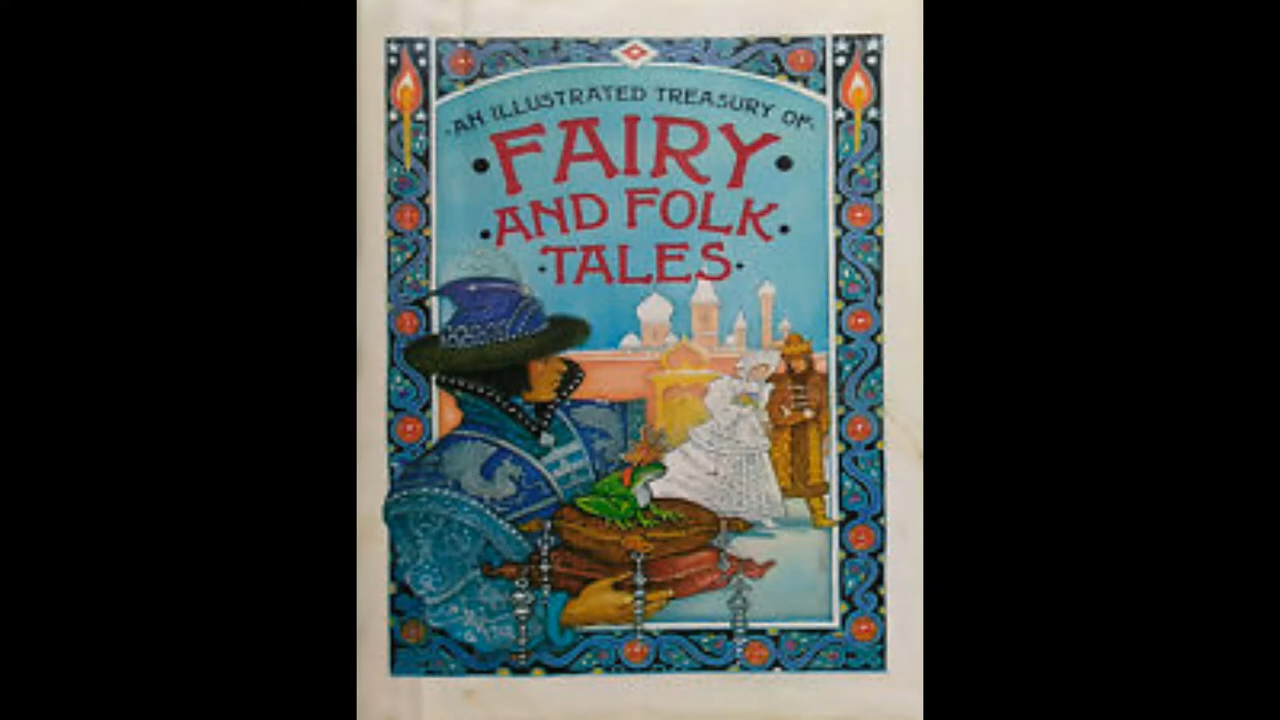 AN ILLUSTRATED TREASURY OF
FAIRY
AND FOLK
TALES